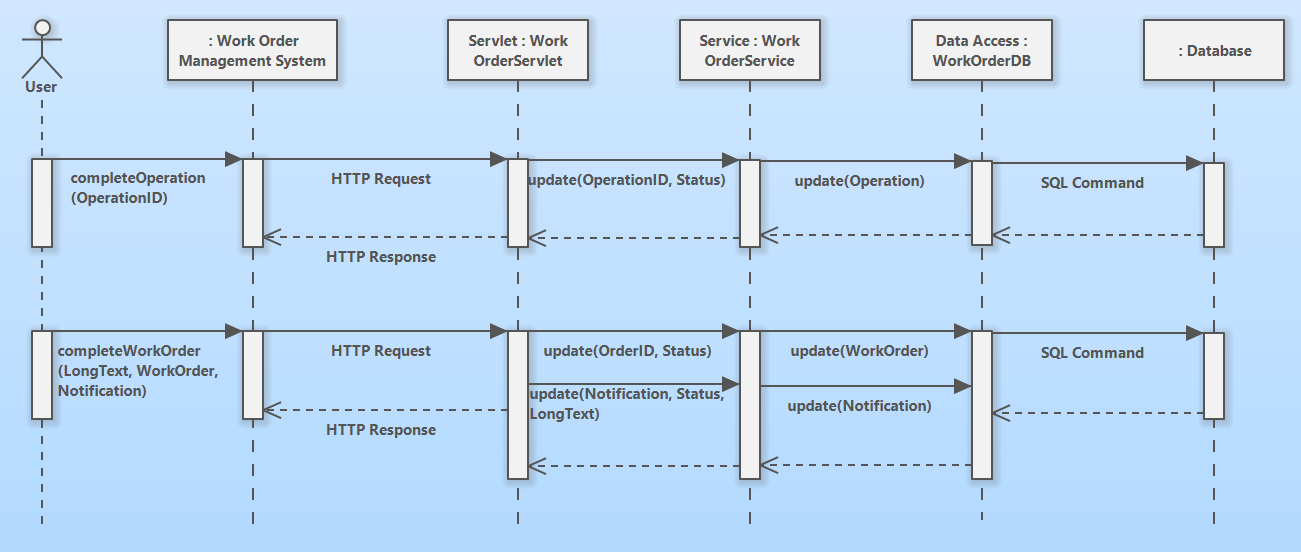 User
: Work Order
Management System
Servlet : Work
OrderServlet
Service : Work
OrderService
Data Access :
WorkOrderDB
: Database
completeOperation
(OperationID)
HTTP Request
update(OperationID, Status)
update(Operation)
SQL Command
HTTP Response
completeWorkOrder
(LongText, WorkOrder,
Notification)
HTTP Request
update(OrderID, Status)
update(WorkOrder)
SQL Command
update(Notification, Status,
LongText)
update(Notification)
HTTP Response